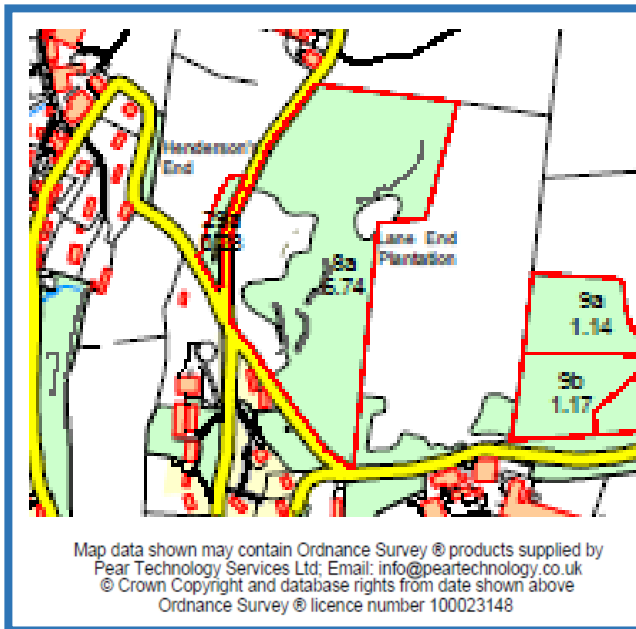 Henderson's
End
Lane End
Plantation
8a
6.74
9a
1.14
9b
1.17
Map data shown may contain Ordnance Survey ® products supplied by
Pear Technology Services Ltd; Email: info@peartechnology.co.uk
© Crown Copyright and database rights from date shown above
Ordnance Survey ® licence number 100023148